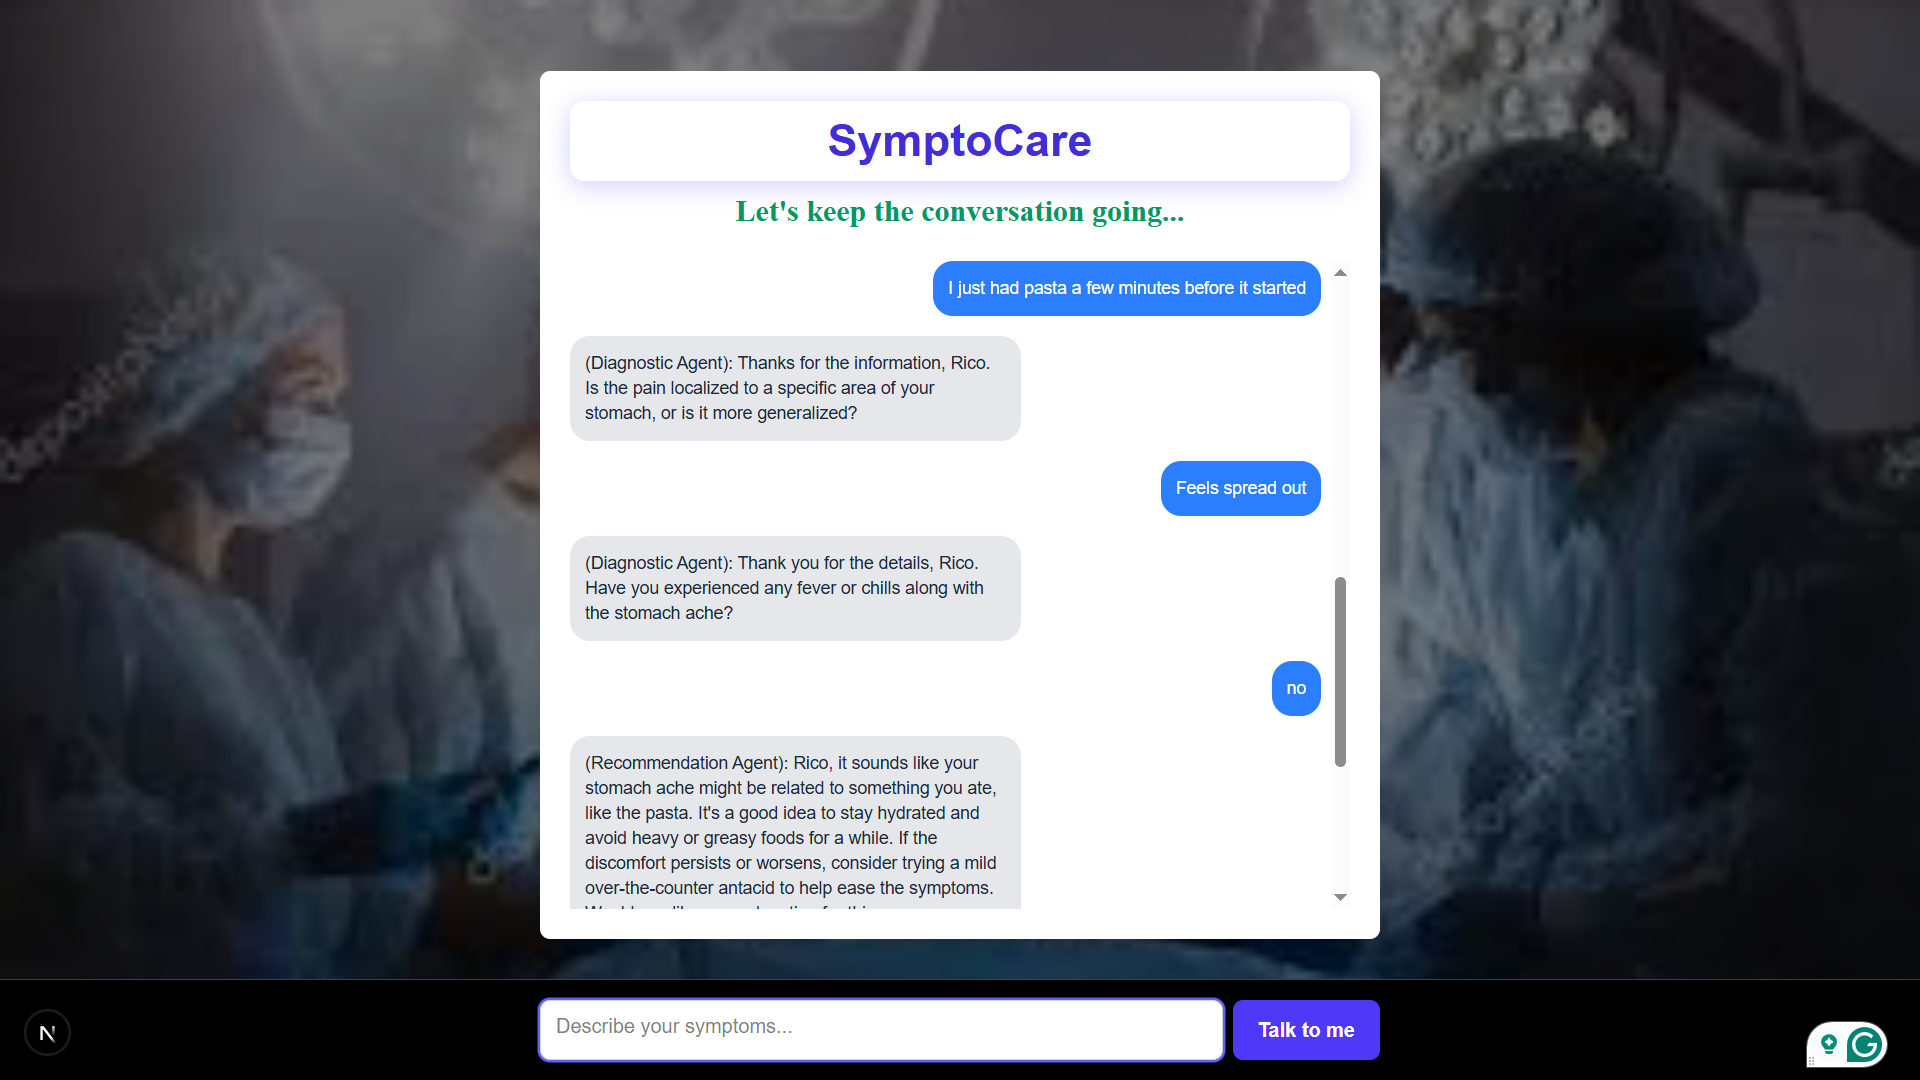 SymptoCare
Let's keep the conversation going...
I just had pasta a few minutes before it started
(Diagnostic Agent): Thanks for the information, Rico.
Is the pain localized to a specific area of your
stomach, or is it more generalized?
Feels spread out
(Diagnostic Agent): Thank you for the details, Rico.
Have you experienced any fever or chills along with
the stomach ache?
no
(Recommendation Agent): Rico, it sounds like your
stomach ache might be related to something you ate,
like the pasta. It's a good idea to stay hydrated and
avoid heavy or greasy foods for a while. If the
discomfort persists or worsens, consider trying a mild
over-the-counter antacid to help ease the symptoms.
Describe your symptoms...
Talk to me
N
G